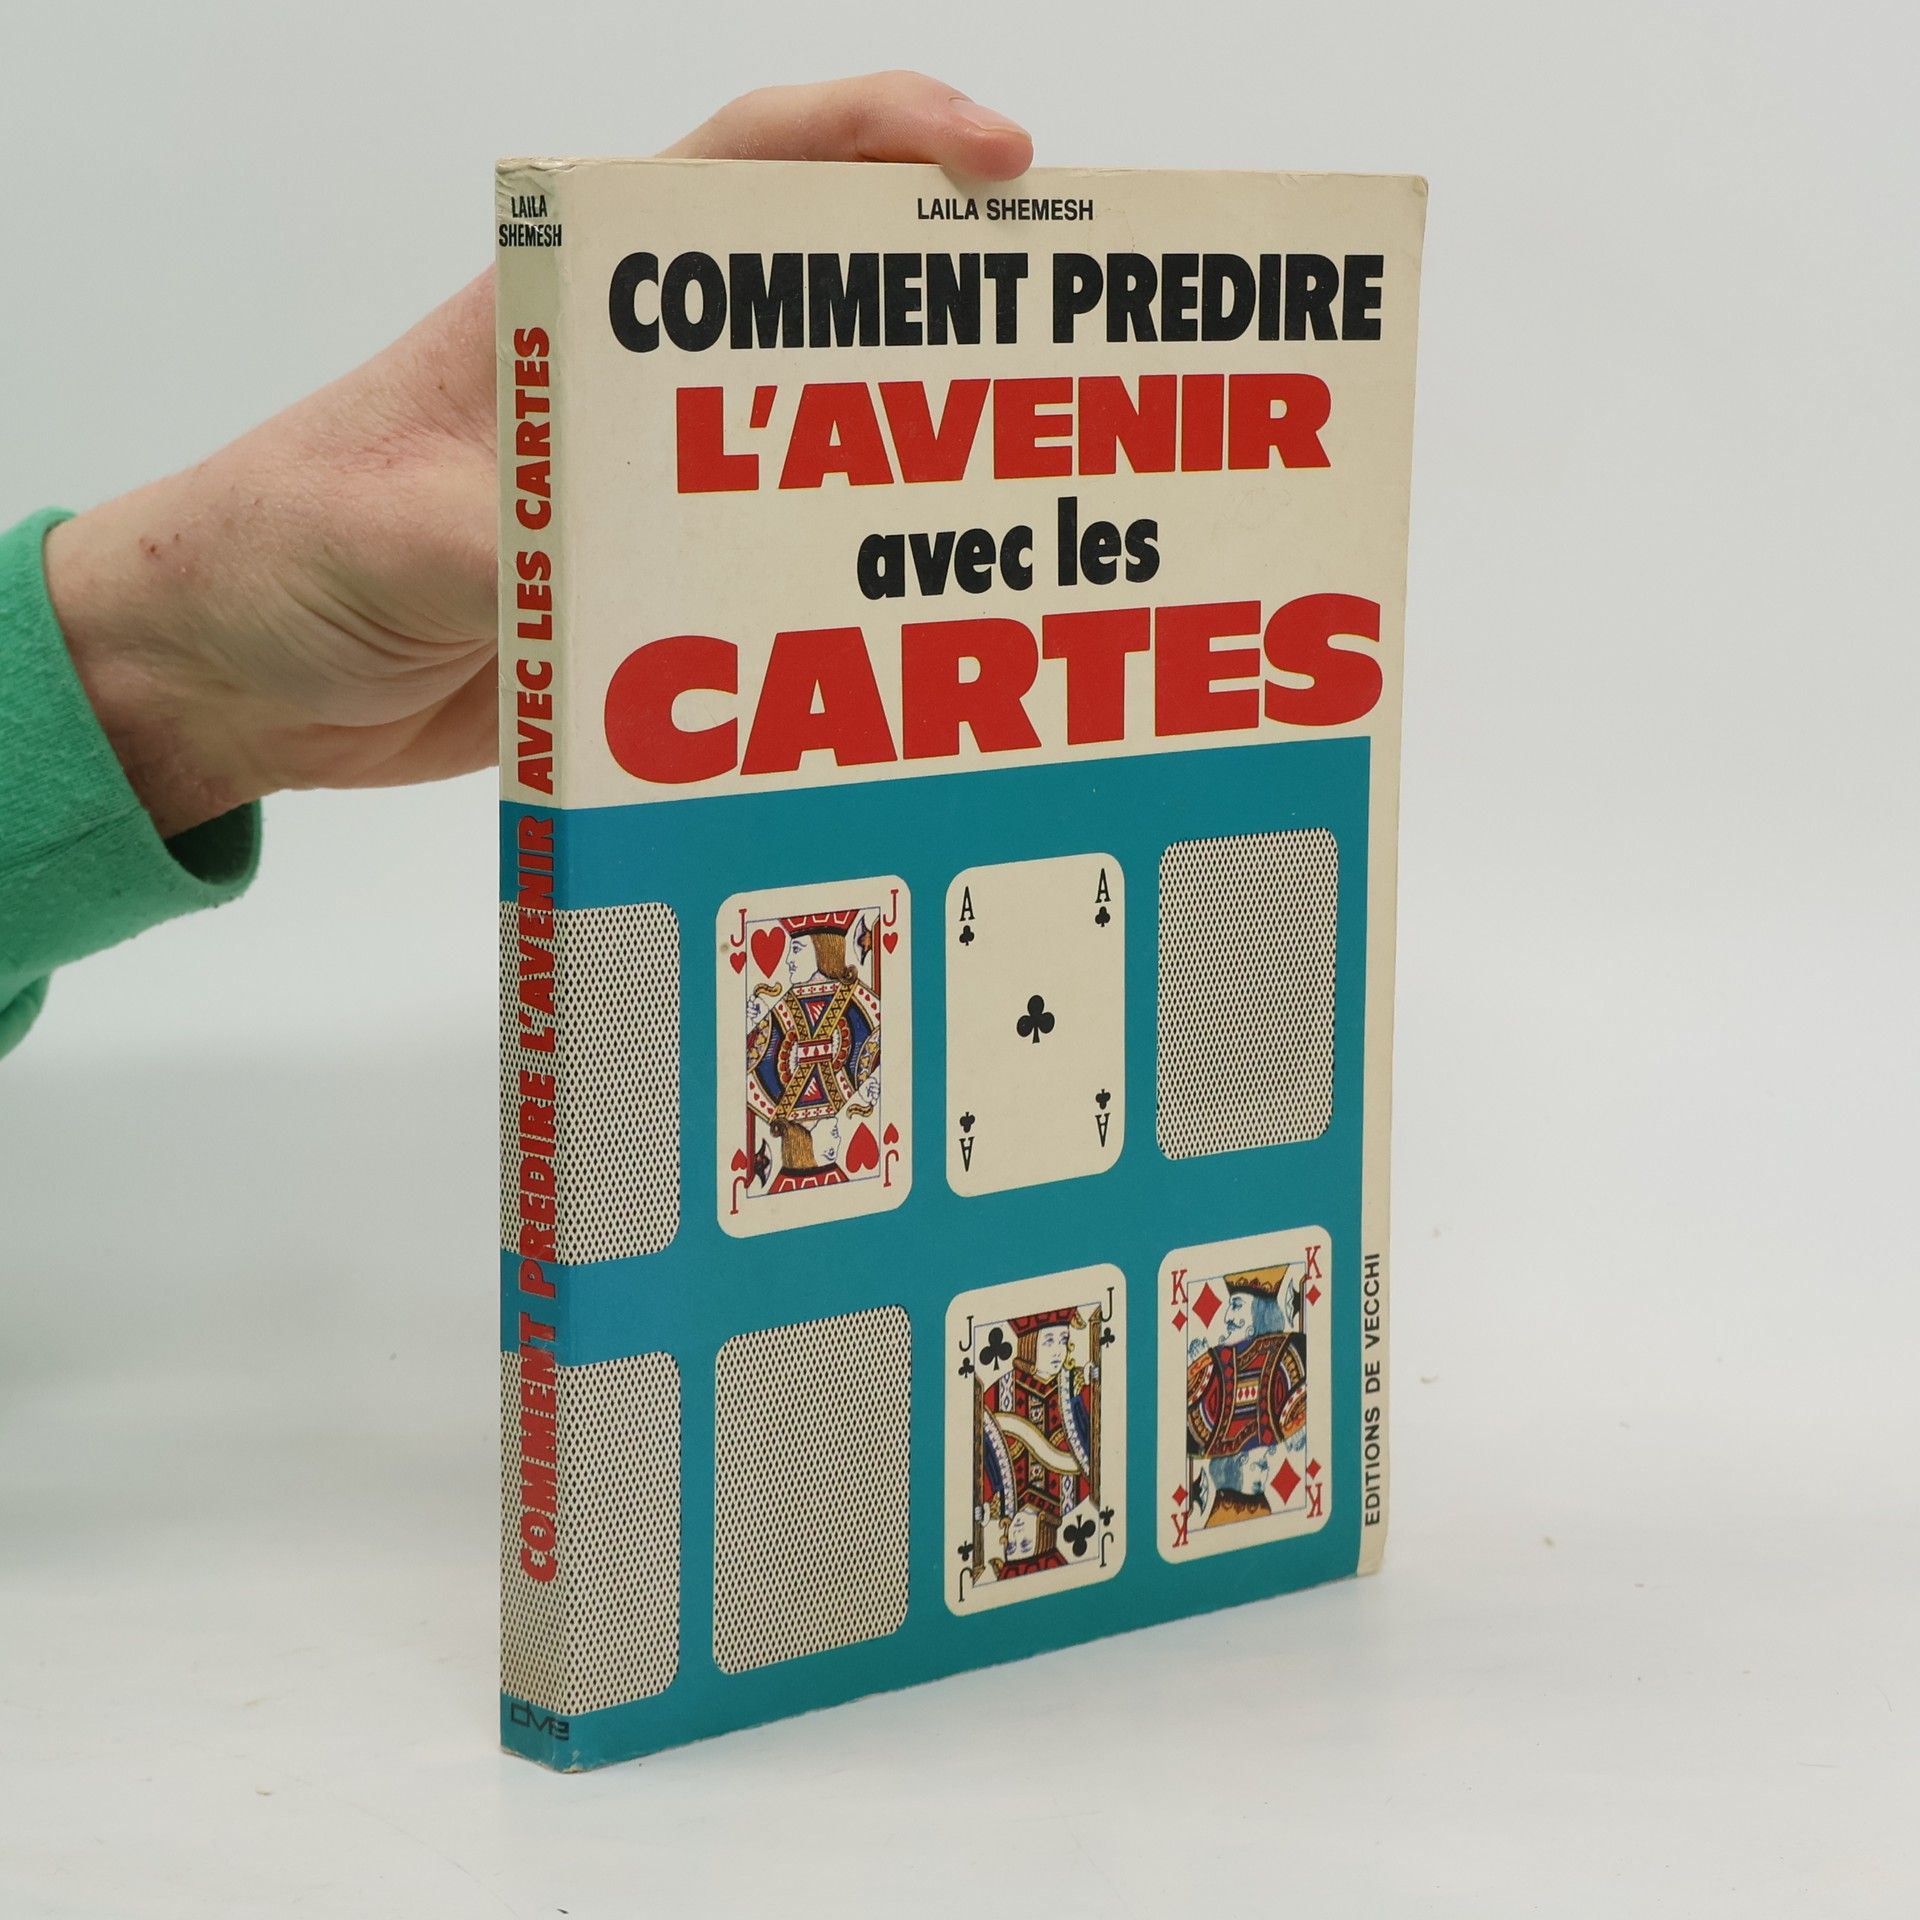 LAILA SHEMESH
COMMENT PREDIRE
L'AVENIR
avec les
CARTES
J J
J J
A A
A A
J J
J J
K K
K K
EDITIONS DE VECCHI
LAILA
SHEMESH
COMMENT PREDIRE L'AVENIR AVEC LES CARTES